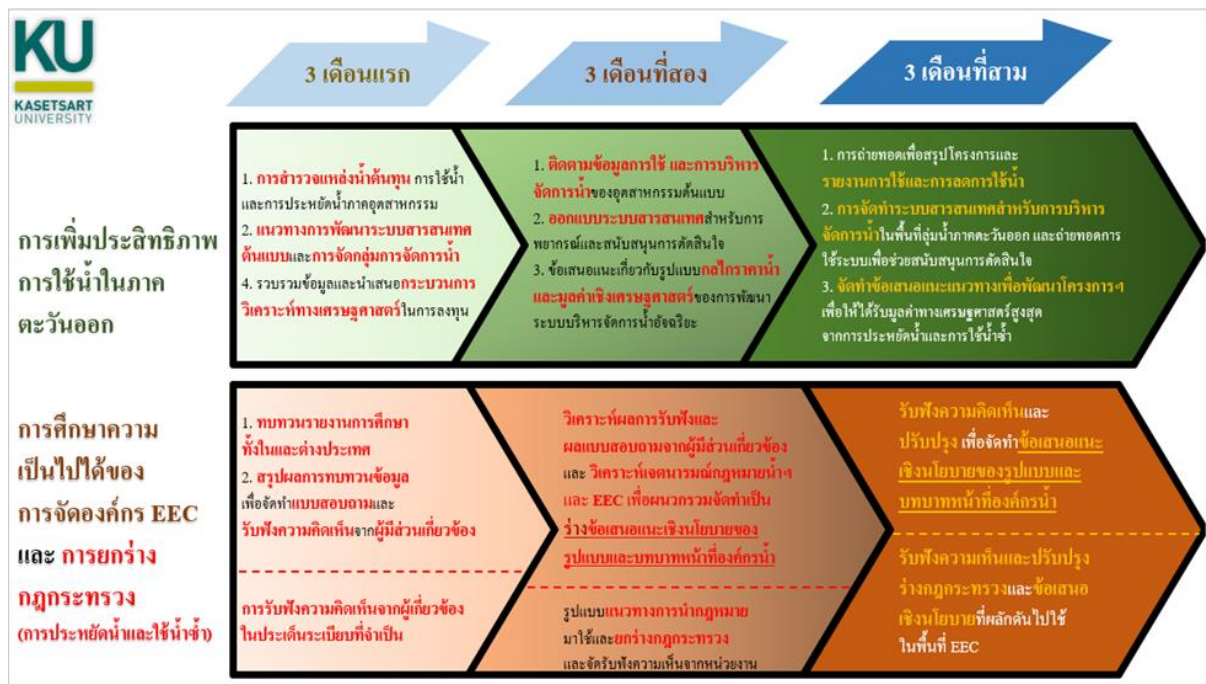 KU
KASETSART
UNIVERSITY
3 เดือนแรก
3 เดือนที่สอง
3 เดือนที่สาม
การเพิ่มประสิทธิภาพ
การใช้น้ำในภาค
ตะวันออก
1. การสำรวจแหล่งน้ำต้นทุน การใช้น้ำ
และการประหยัดน้ำภาคอุตสาหกรรม
2. แนวทางการพัฒนาระบบสารสนเทศ
ต้นแบบและการจัดกลุ่มการจัดการน้ำ
4. รวบรวมข้อมูลและนำเสนอกระบวนการ
วิเคราะห์ทางเศรษฐศาสตร์ในการลงทุน
1. ติดตามข้อมูลการใช้ และการบริหาร
จัดการน้ำของอุตสาหกรรมต้นแบบ
2. ออกแบบระบบสารสนเทศสำหรับการ
พยากรณ์และสนับสนุนการตัดสินใจ
3. ข้อเสนอแนะเกี่ยวกับรูปแบบกลไกราคาน้ำ
และมูลค่าเชิงเศรษฐศาสตร์ของการพัฒนา
ระบบบริหารจัดการน้ำอัจฉริยะ
1. การถ่ายทอดเพื่อสรุปโครงการและ
รายงานการใช้และการลดการใช้น้ำ
2. การจัดทำระบบสารสนเทศสำหรับการบริหาร
จัดการน้ำในพื้นที่ลุ่มน้ำภาคตะวันออก และถ่ายทอดการ
ใช้ระบบเพื่อช่วยสนับสนุนการตัดสินใจ
3. จัดทำข้อเสนอแนะแนวทางเพื่อพัฒนาโครงการฯ
เพื่อให้ได้รับมูลค่าทางเศรษฐศาสตร์สูงสุด
จากการประหยัดน้ำและการใช้น้ำซ้ำ
การศึกษาความ
เป็นไปได้ของ
การจัดองค์กร EEC
และ การยกร่าง
กฎกระทรวง
(การประหยัดน้ำและใช้น้ำซ้ำ)
1. ทบทวนรายงานการศึกษา
ทั้งในและต่างประเทศ
2. สรุปผลการทบทวนข้อมูล
เพื่อจัดทำแบบสอบถามและ
รับฟังความคิดเห็นจากผู้มีส่วนเกี่ยวข้อง
การรับฟังความคิดเห็นจากผู้เกี่ยวข้อง
ในประเด็นระเบียบที่จำเป็น
วิเคราะห์ผลการรับฟังและ
ผลแบบสอบถามจากผู้มีส่วนเกี่ยวข้อง
และ วิเคราะห์เจตนารมณ์กฎหมายน้ำฯ
และ EEC เพื่อผนวกรวมจัดทำเป็น
ร่างข้อเสนอแนะเชิงนโยบายของ
รูปแบบและบทบาทหน้าที่องค์กรน้ำ
รูปแบบแนวทางการนำกฎหมาย
มาใช้และยกร่างกฎกระทรวง
และจัดรับฟังความเห็นจากหน่วยงาน
รับฟังความคิดเห็นและ
ปรับปรุง เพื่อจัดทำข้อเสนอแนะ
เชิงนโยบายของรูปแบบและ
บทบาทหน้าที่องค์กรน้ำ
รับฟังความเห็นและปรับปรุง
ร่างกฎกระทรวงและข้อเสนอ
เชิงนโยบายที่ผลักดันไปใช้
ในพื้นที่ EEC